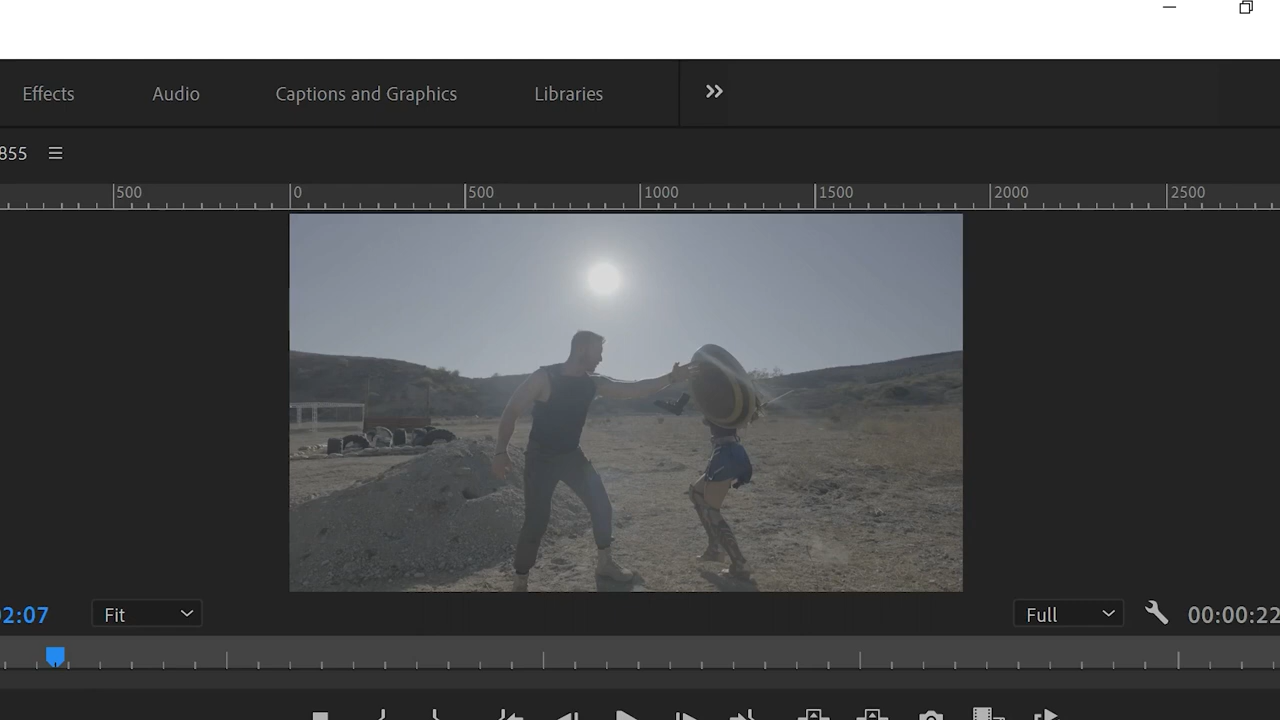 Effects Audio Captions and Graphics Libraries
855
500 0 500 1000 1500 2000 2500
02:07 Fit Full 00:00:22